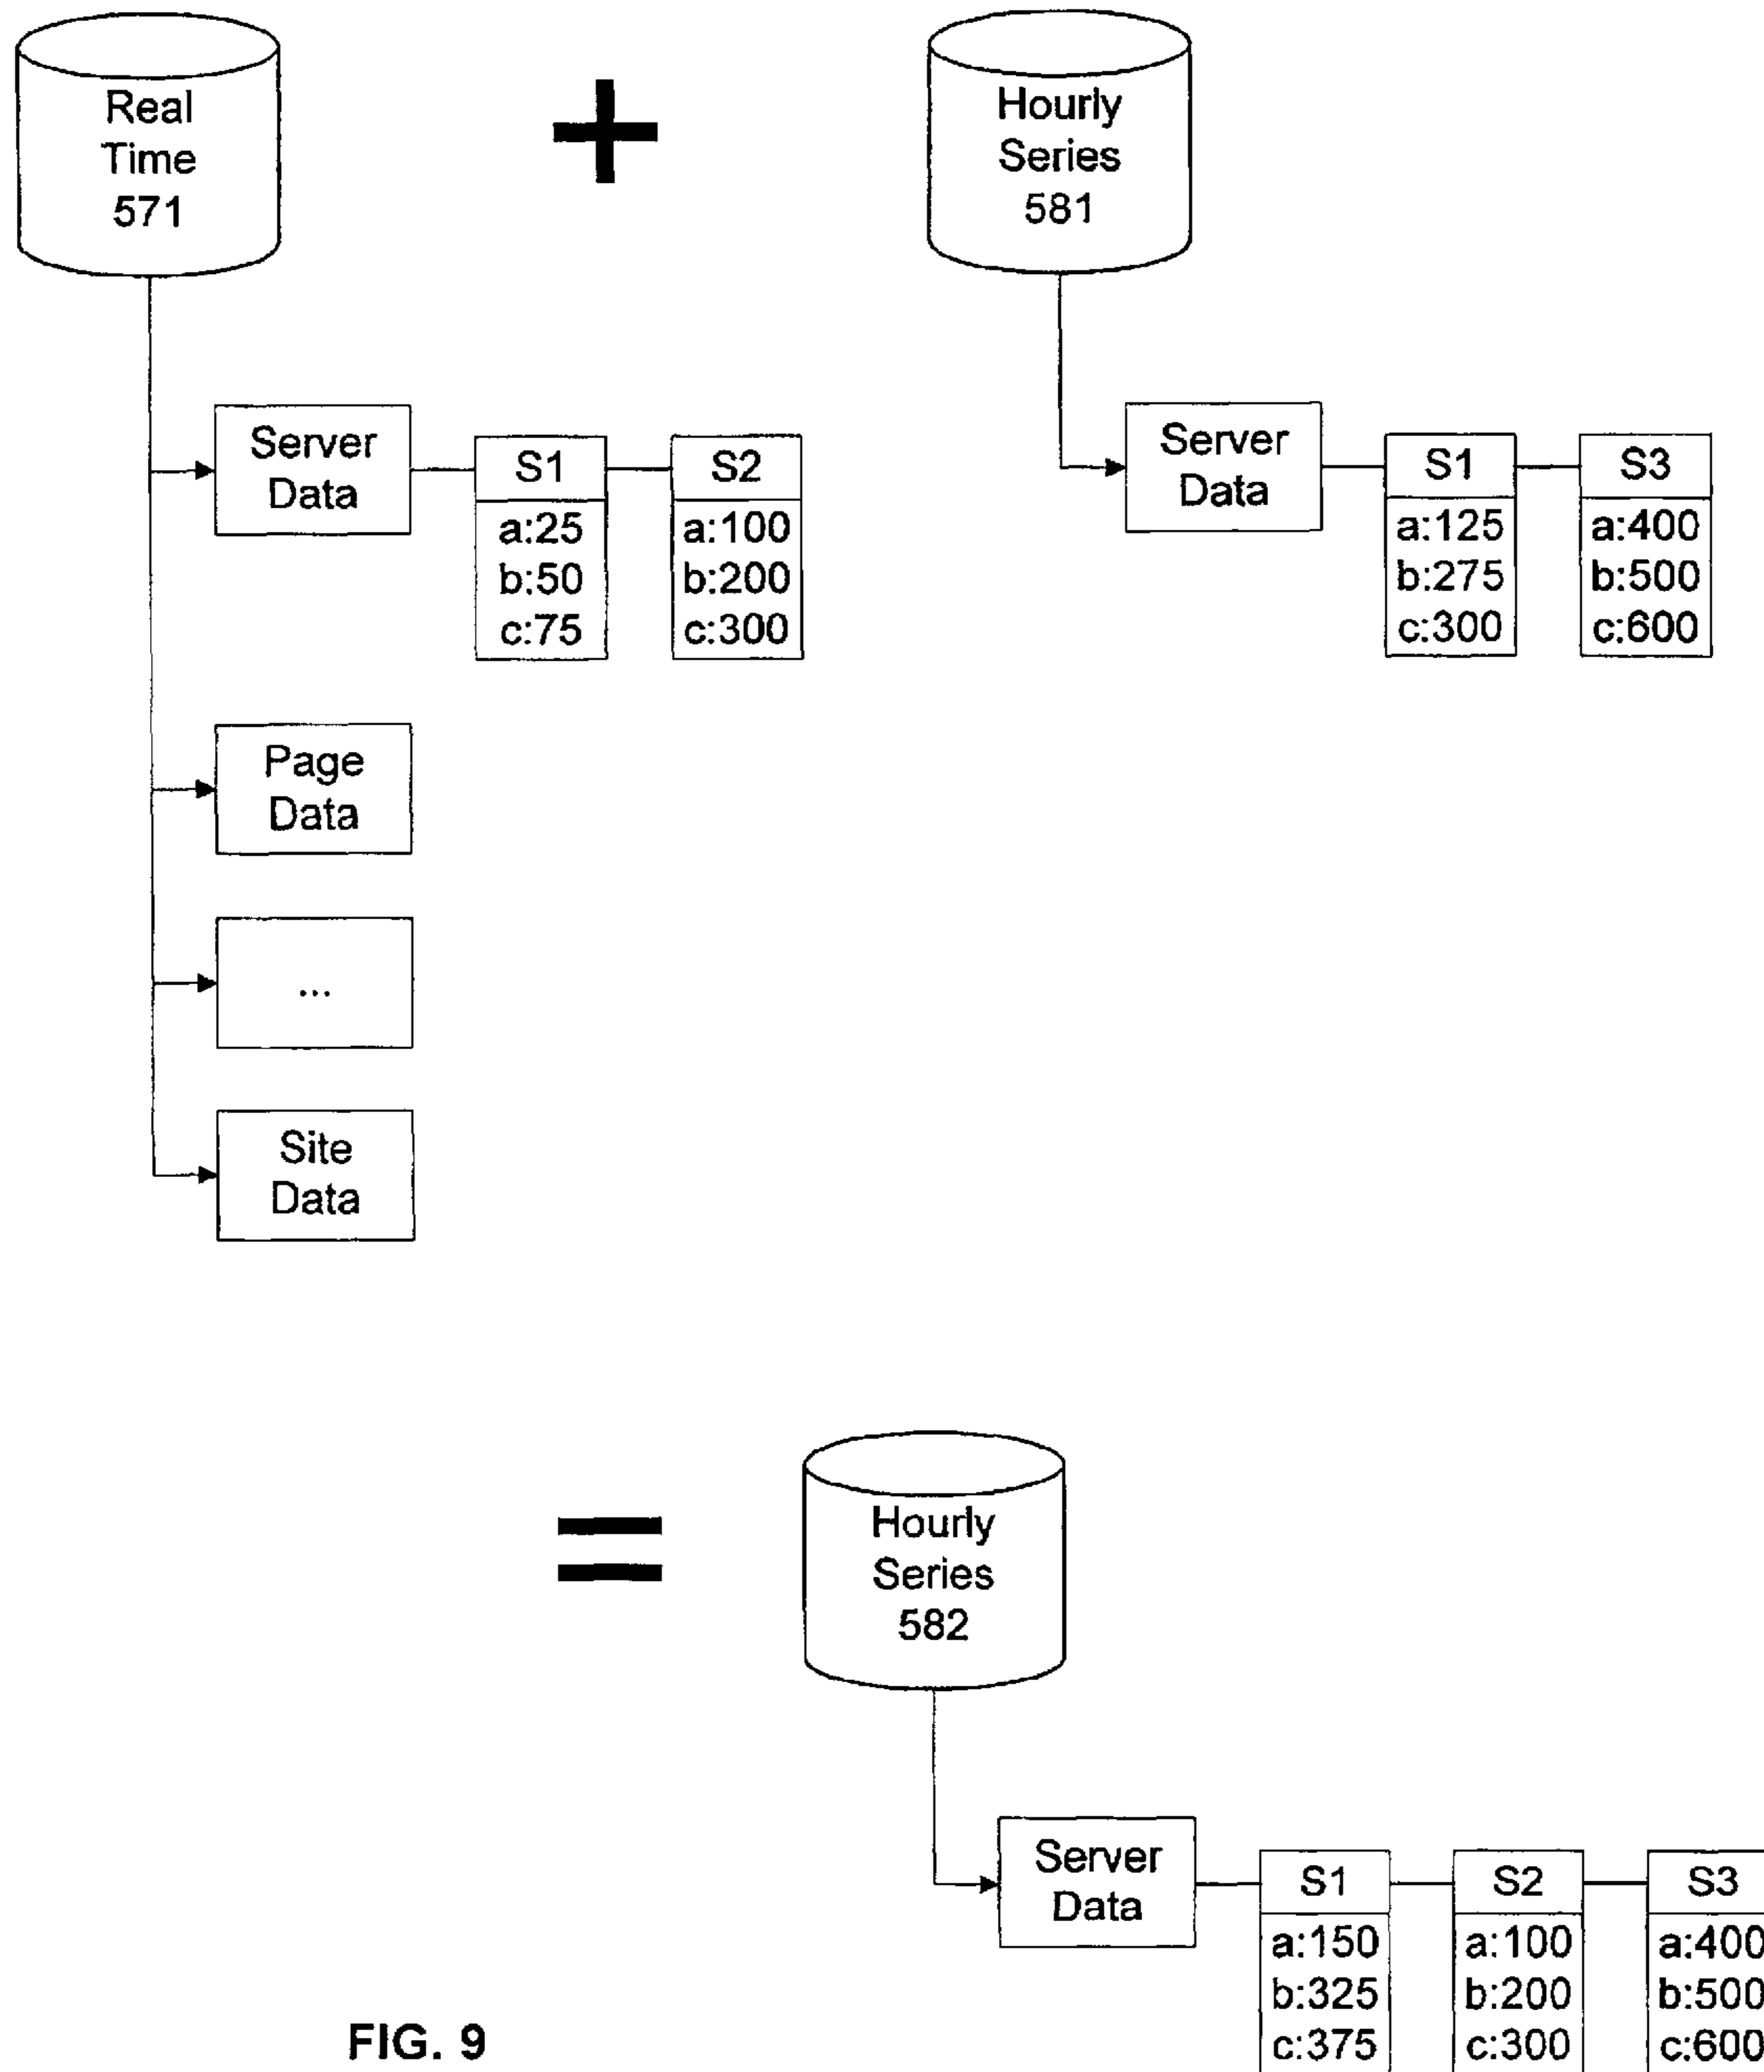 Real
Time
571
+
Hourly
Series
581
Server
Data
S1
a:25
b:50
c:75
S2
a:100
b:200
c:300
Server
Data
S1
a:125
b:275
c:300
S3
a:400
b:500
c:600
Page
Data
...
Site
Data
=
Hourly
Series
582
Server
Data
S1
a:150
b:325
c:375
S2
a:100
b:200
c:300
S3
a:400
b:500
c:600
FIG. 9